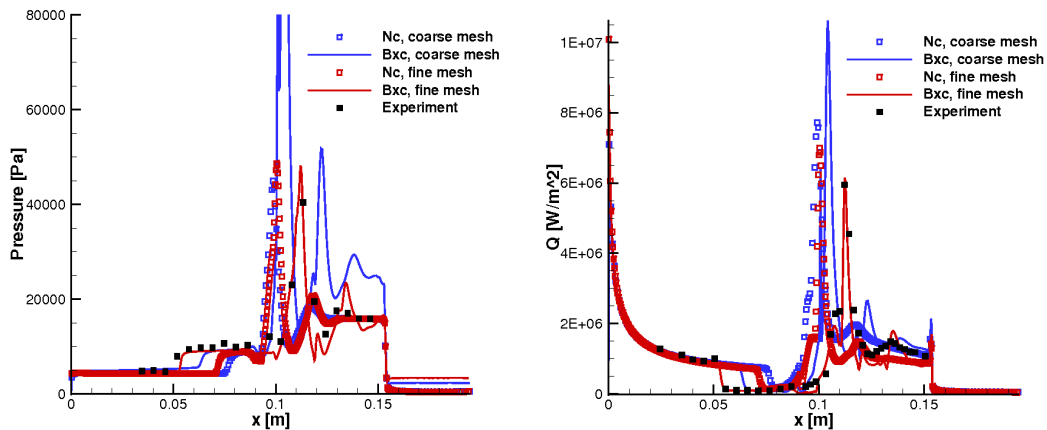 80000
60000
40000
20000
0
Pressure [Pa]
Nc, coarse mesh
Bxc, coarse mesh
Nc, fine mesh
Bxc, fine mesh
Experiment
0
0.05
0.1
0.15
x [m]
1E+07
8E+06
6E+06
4E+06
2E+06
0
Q [W/m^2]
Nc, coarse mesh
Bxc, coarse mesh
Nc, fine mesh
Bxc, fine mesh
Experiment
0
0.05
0.1
0.15
x [m]